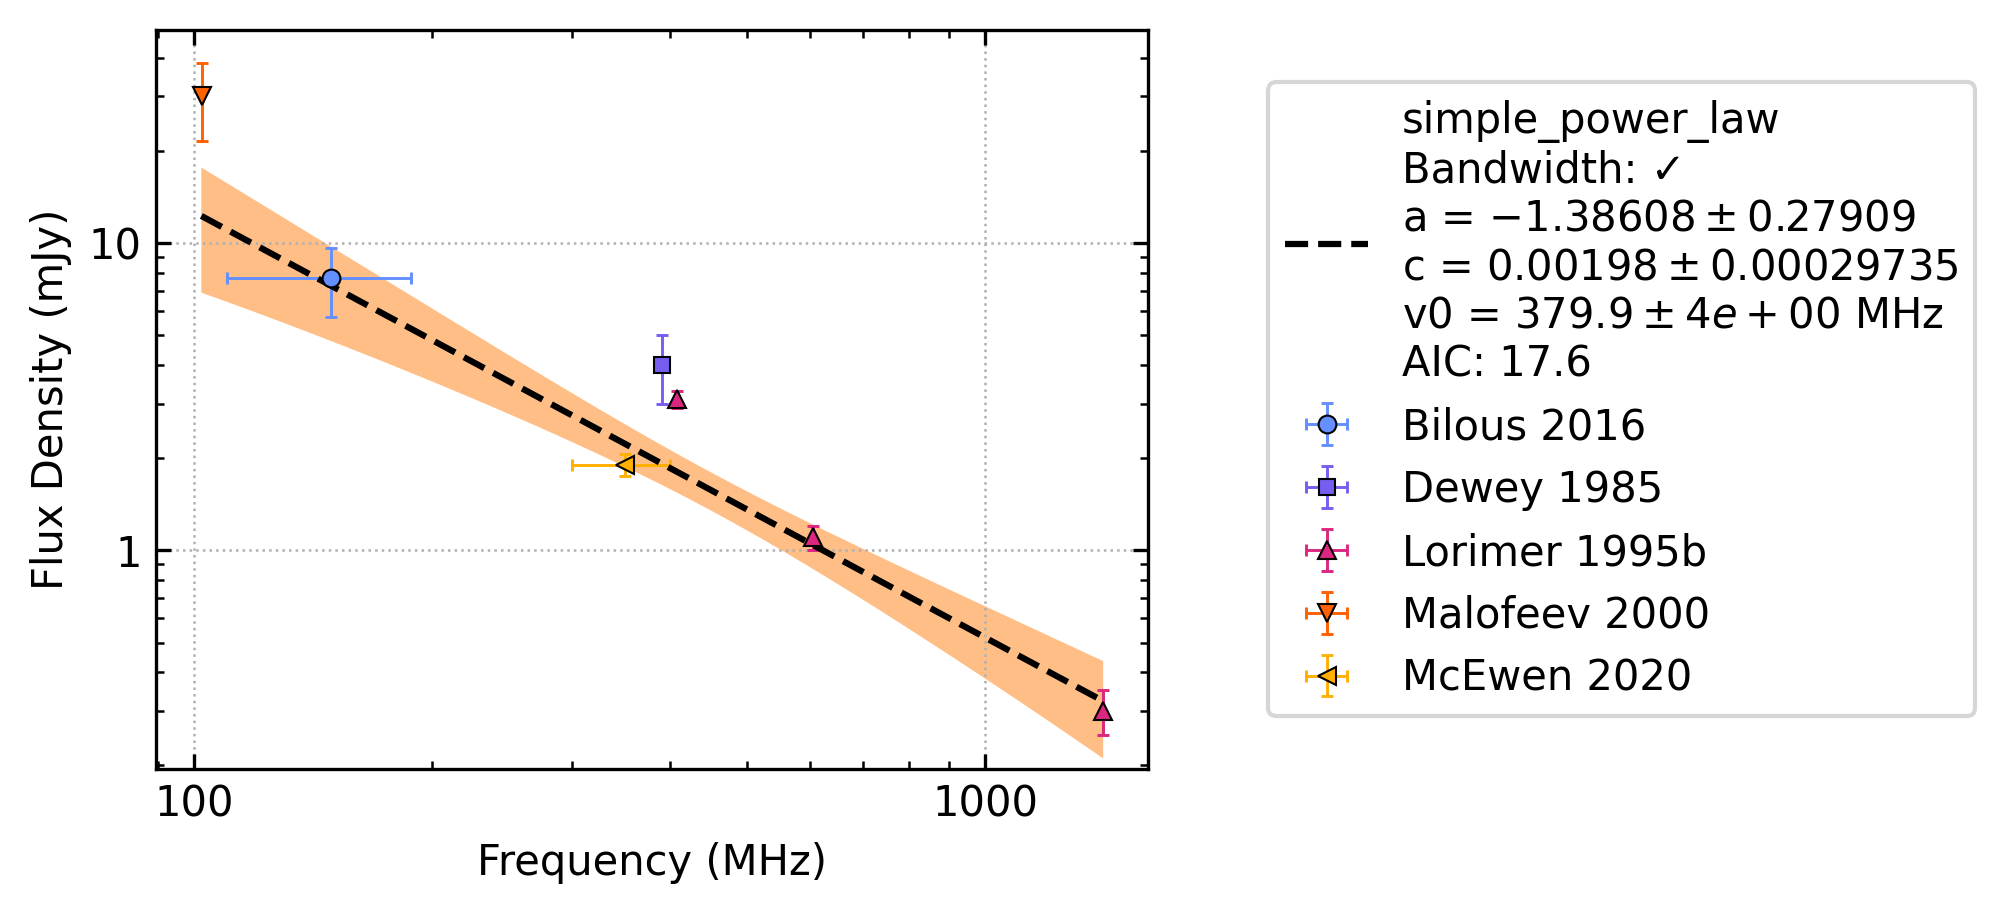 10
1
Flux Density (mJy)
100
1000
Frequency (MHz)
simple_power_law
Bandwidth: ✓
a = −1.38608 ± 0.27909
c = 0.00198 ± 0.00029735
v0 = 379.9 ± 4e + 00 MHz
AIC: 17.6
Bilous 2016
Dewey 1985
Lorimer 1995b
Malofeev 2000
McEwen 2020